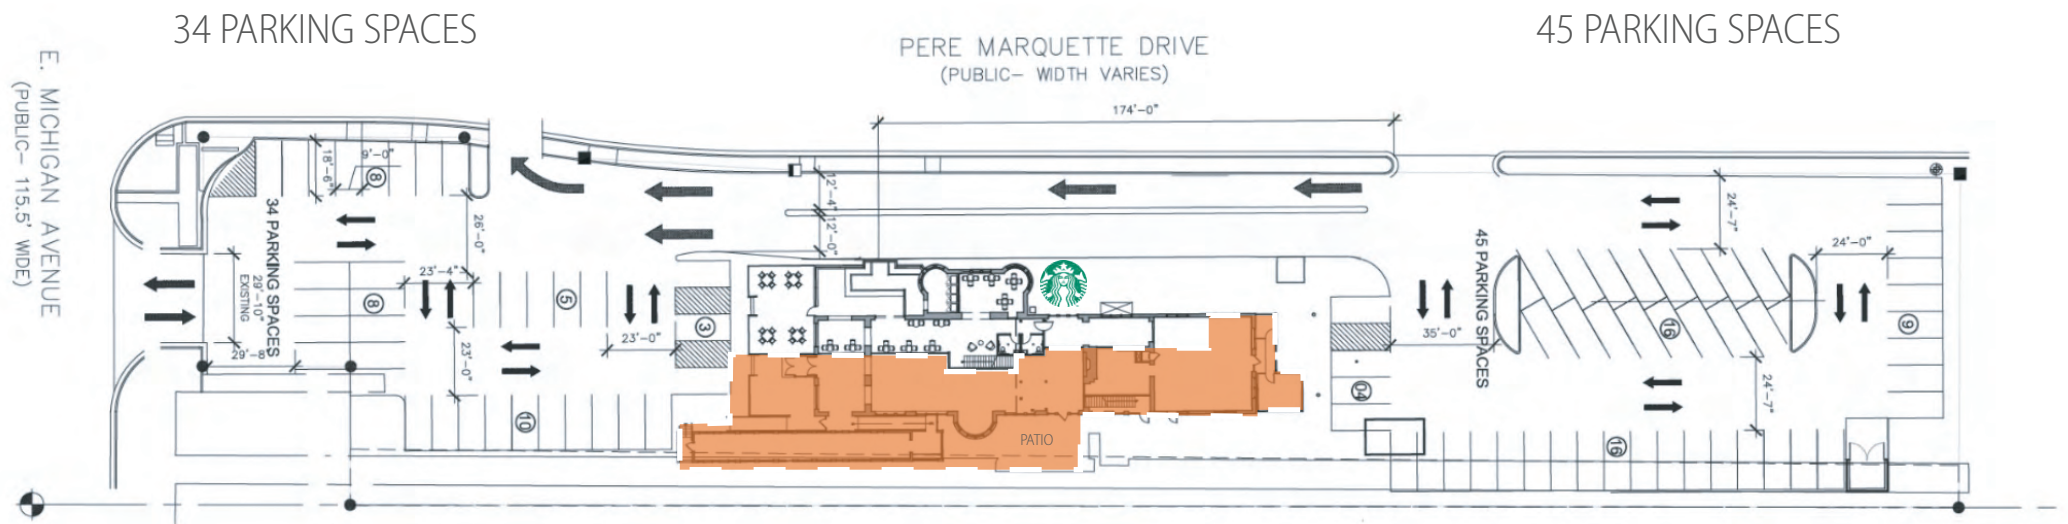 34 PARKING SPACES
45 PARKING SPACES
PERE MARQUETTE DRIVE
(PUBLIC- WIDTH VARIES)
E. MICHIGAN AVENUE
(PUBLIC- 115.5' WIDE)
174'-0"
18'-6"
9'-0"
8
12'-4"
12'-0"
26'-0"
34 PARKING SPACES
29'-10"
EXISTING
29'-8"
23'-4"
8
5
3
23'-0"
23'-0"
10
PATIO
24'-7"
24'-0"
45 PARKING SPACES
35'-0"
16
9
04
24'-7"
16